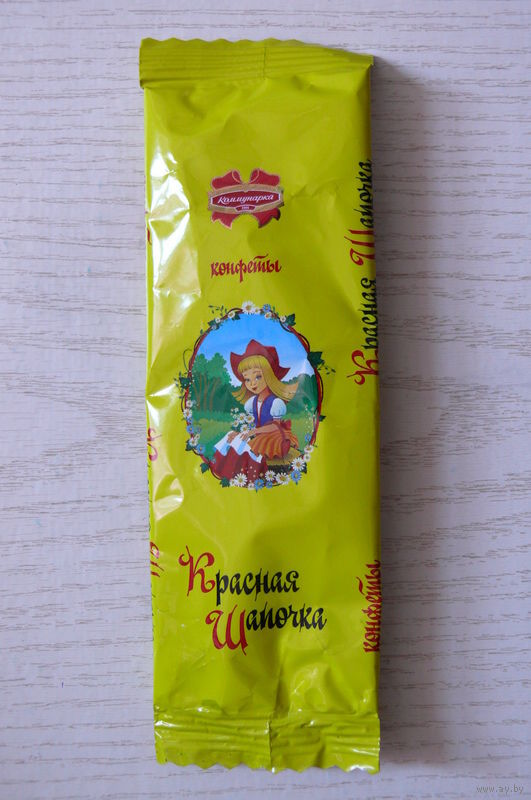 Коммунарка
конфеты
Красная
Шапочка
Красная Шапочка
конфеты
www.ay.by